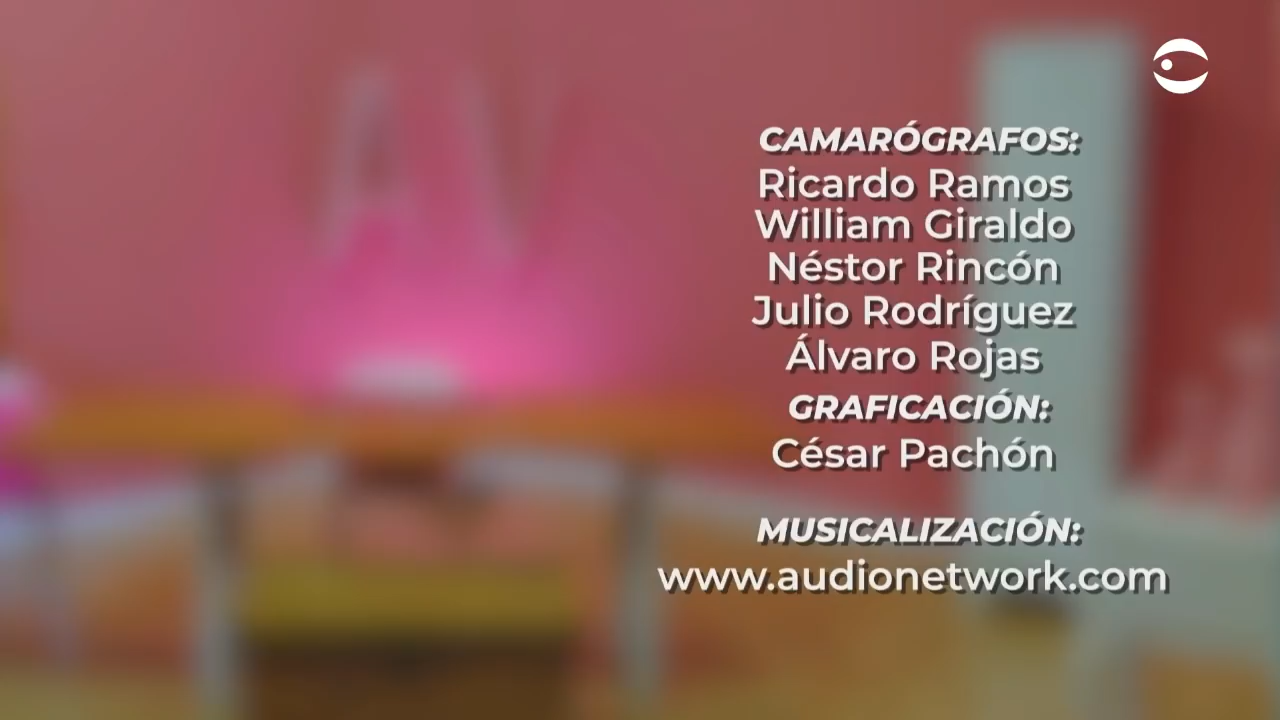 CAMARÓGRAFOS:
Ricardo Ramos
William Giraldo
Néstor Rincón
Julio Rodríguez
Álvaro Rojas
GRAFICACIÓN:
César Pachón
MUSICALIZACIÓN:
www.audionetwork.com